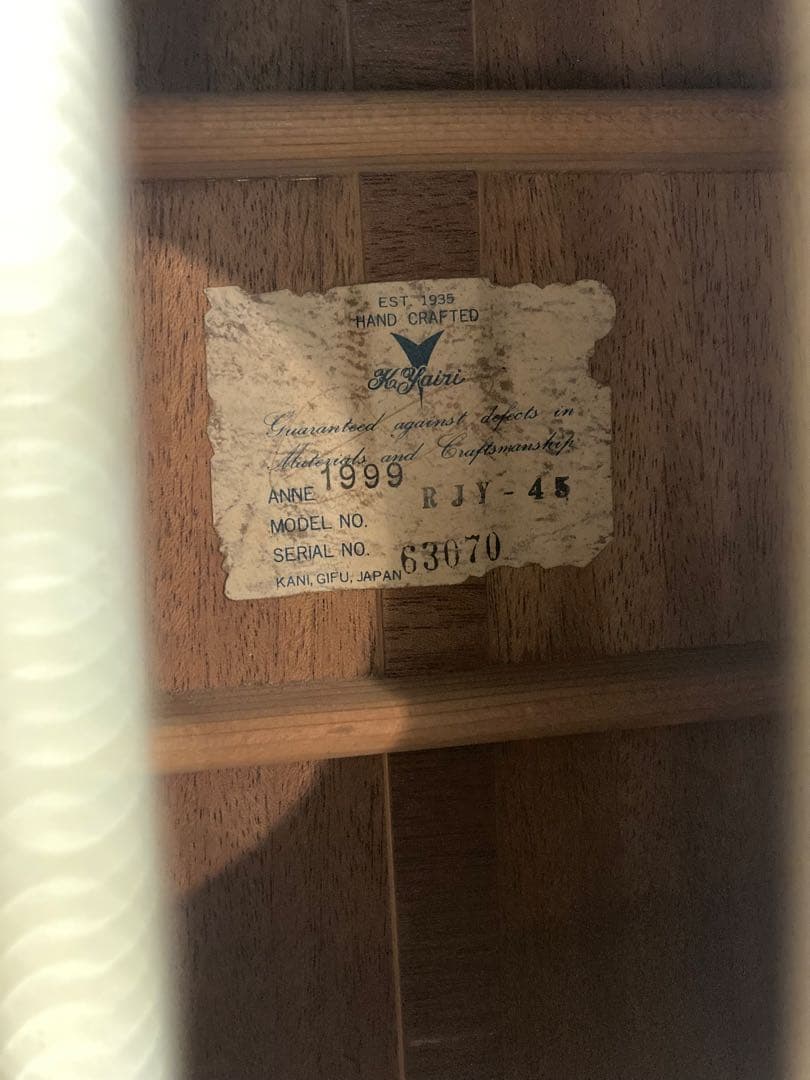 EST. 1935
HAND CRAFTED
K.Yairi
Guaranteed against defects in
Materials and Craftsmanship
ANNE 1999
MODEL NO. RJY-45
SERIAL NO. 63070
KANI, GIFU, JAPAN